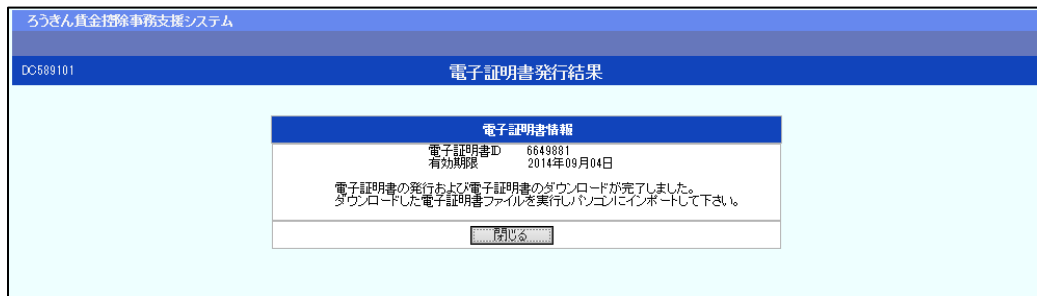 ろうきん賃金控除事務支援システム
DC589101
電子証明書発行結果
電子証明書情報
電子証明書ID 6649881
有効期限 2014年09月04日
電子証明書の発行および電子証明書のダウンロードが完了しました。
ダウンロードした電子証明書ファイルを実行しパソコンにインポートして下さい。
閉じる